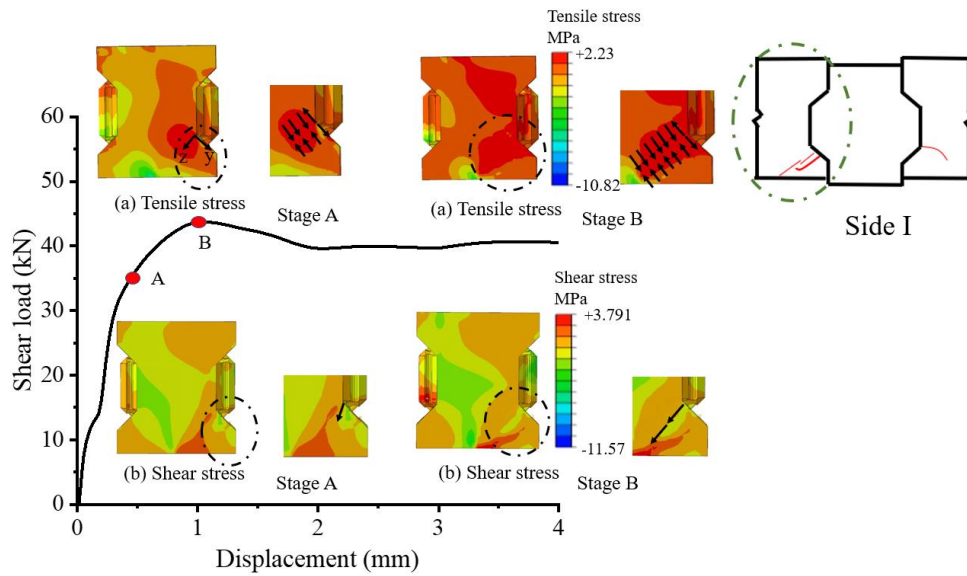 Tensile stress
MPa
+2.23
-10.82
z
y
(a) Tensile stress
Stage A
(a) Tensile stress
Stage B
Side I
60
50
40
30
20
10
0
Shear load (kN)
A
B
Shear stress
MPa
+3.791
-11.57
(b) Shear stress
Stage A
(b) Shear stress
Stage B
0
1
2
3
4
Displacement (mm)